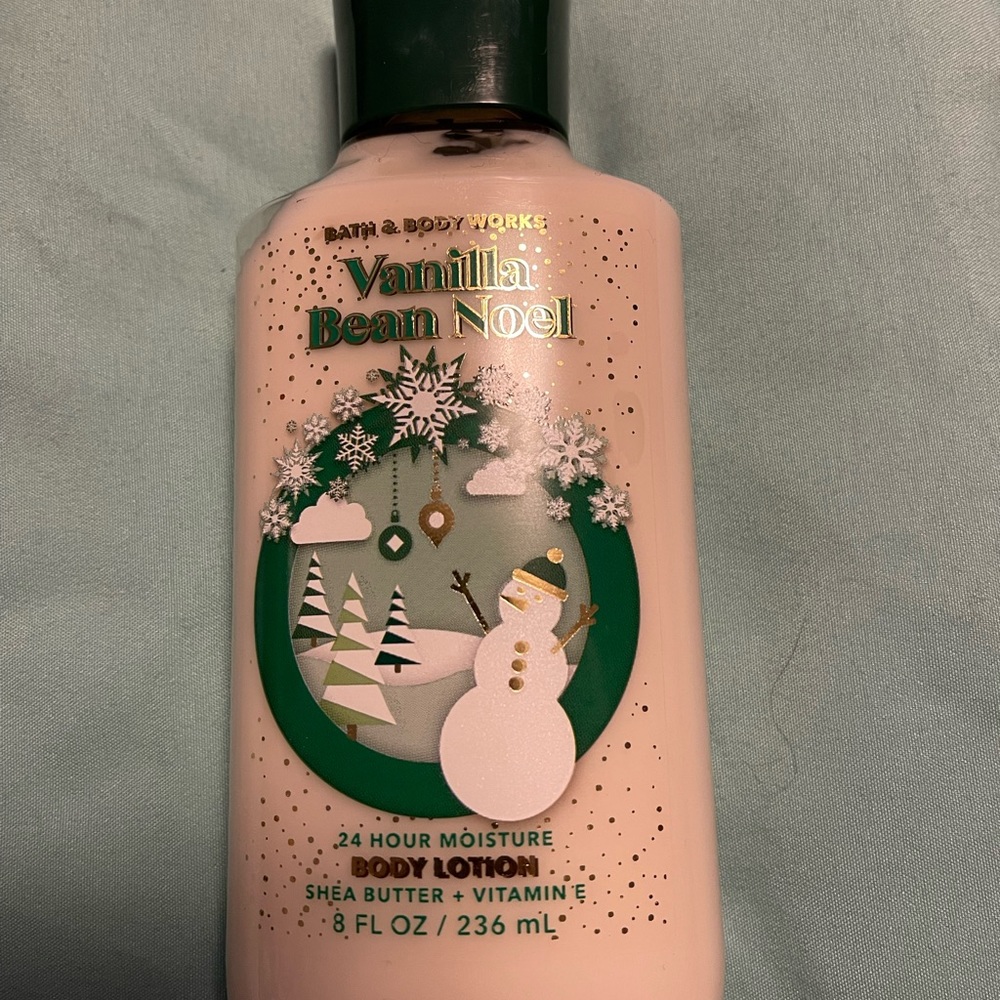 BATH & BODY WORKS
Vanilla
Bean Noel
24 HOUR MOISTURE
BODY LOTION
SHEA BUTTER + VITAMIN E
8 FL OZ / 236 mL